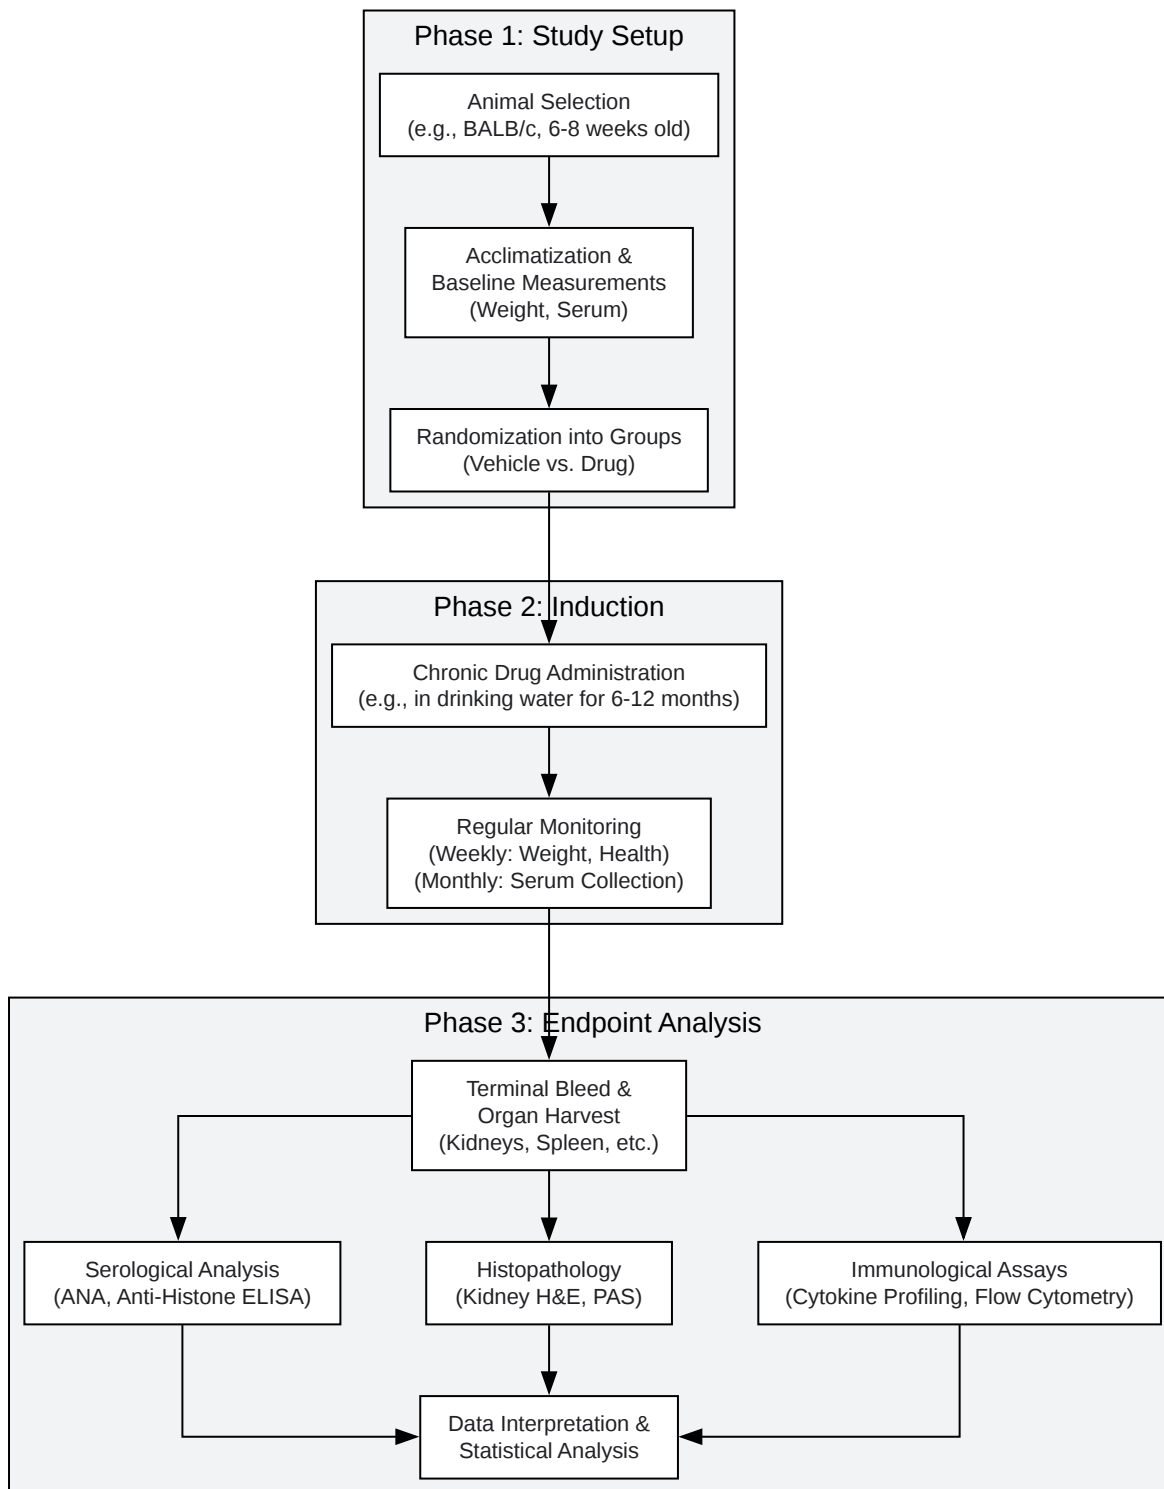 Phase 1: Study Setup
Animal Selection
(e.g., BALB/c, 6-8 weeks old)
Acclimatization &
Baseline Measurements
(Weight, Serum)
Randomization into Groups
(Vehicle vs. Drug)
Phase 2: Induction
Chronic Drug Administration
(e.g., in drinking water for 6-12 months)
Regular Monitoring
(Weekly: Weight, Health)
(Monthly: Serum Collection)
Phase 3: Endpoint Analysis
Terminal Bleed &
Organ Harvest
(Kidneys, Spleen, etc.)
Serological Analysis
(ANA, Anti-Histone ELISA)
Histopathology
(Kidney H&E, PAS)
Immunological Assays
(Cytokine Profiling, Flow Cytometry)
Data Interpretation &
Statistical Analysis